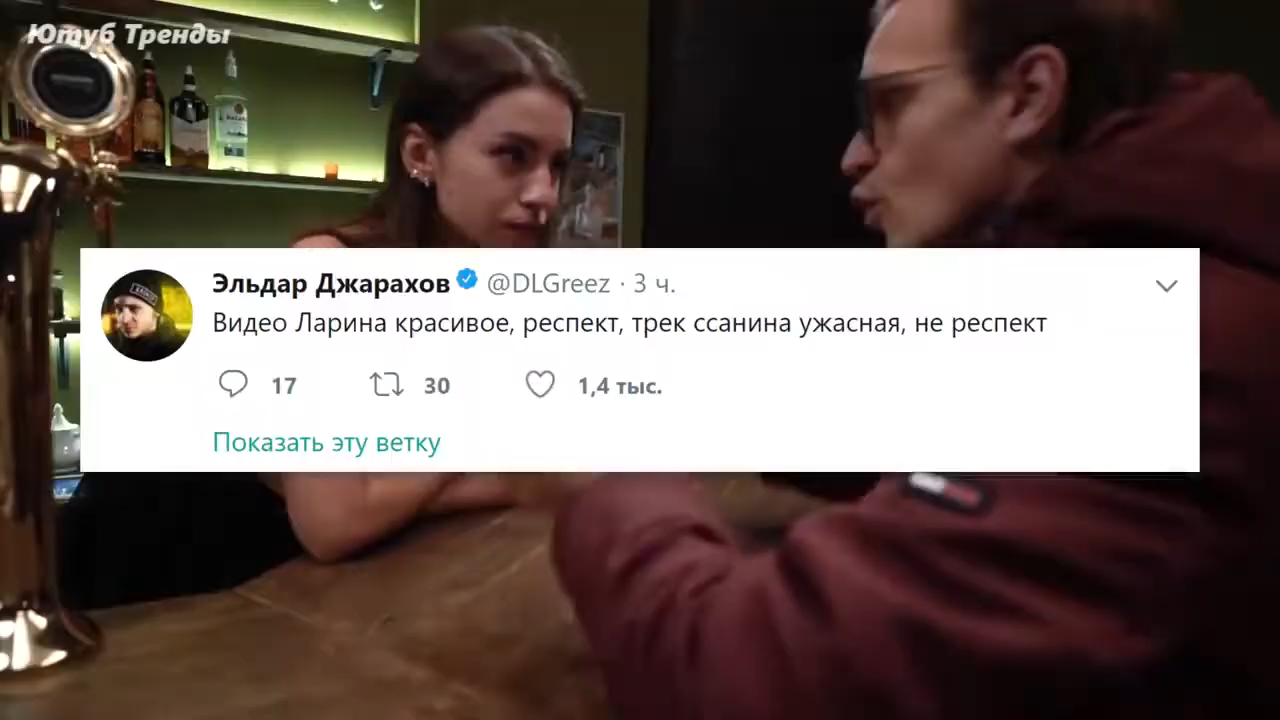 Ютуб Тренды
Эльдар Джарахов @DLGreez · 3 ч.
Видео Ларина красивое, респект, трек ссанина ужасная, не респект
17 30 1,4 тыс.
Показать эту ветку